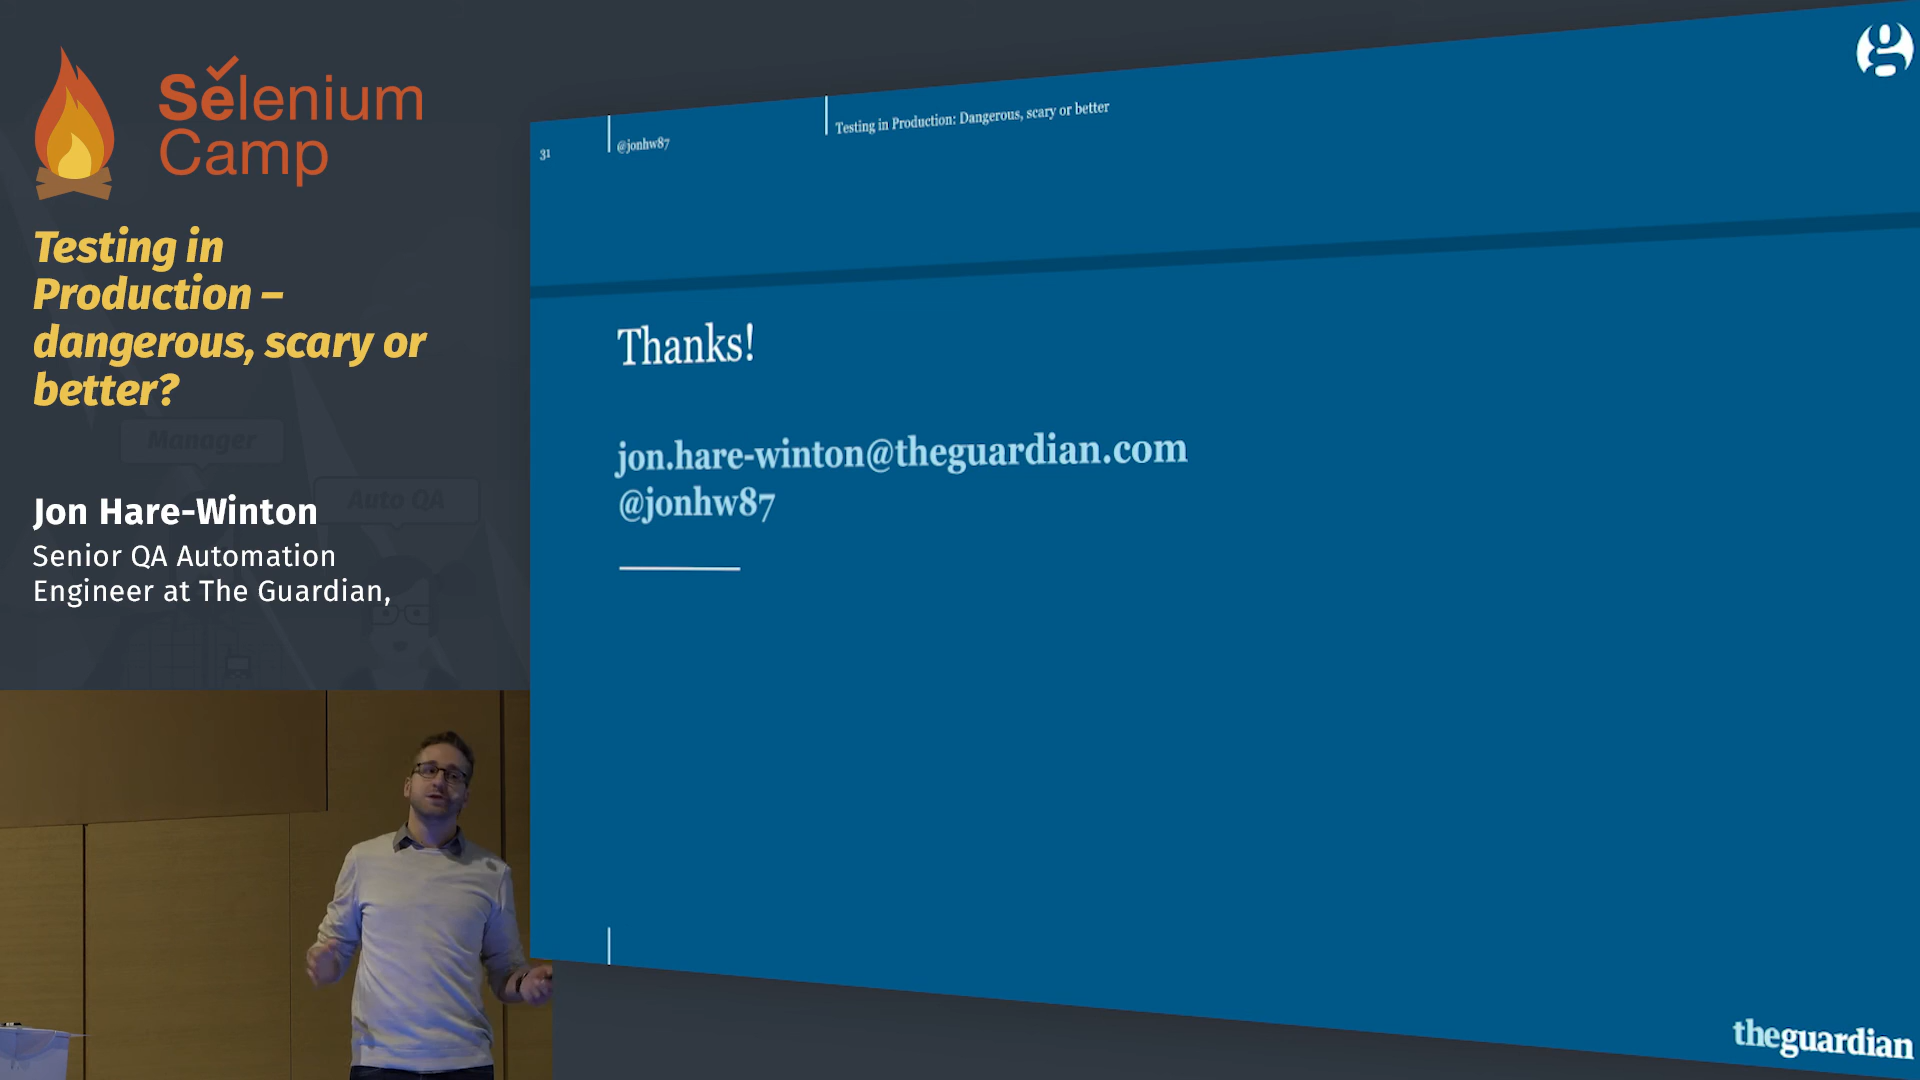 Selenium
Camp
Testing in
Production –
dangerous, scary or
better?
Manager
Auto QA
Jon Hare-Winton
Senior QA Automation
Engineer at The Guardian,
31
@jonhw87
Testing in Production: Dangerous, scary or better
Thanks!
jon.hare-winton@theguardian.com
@jonhw87
theguardian